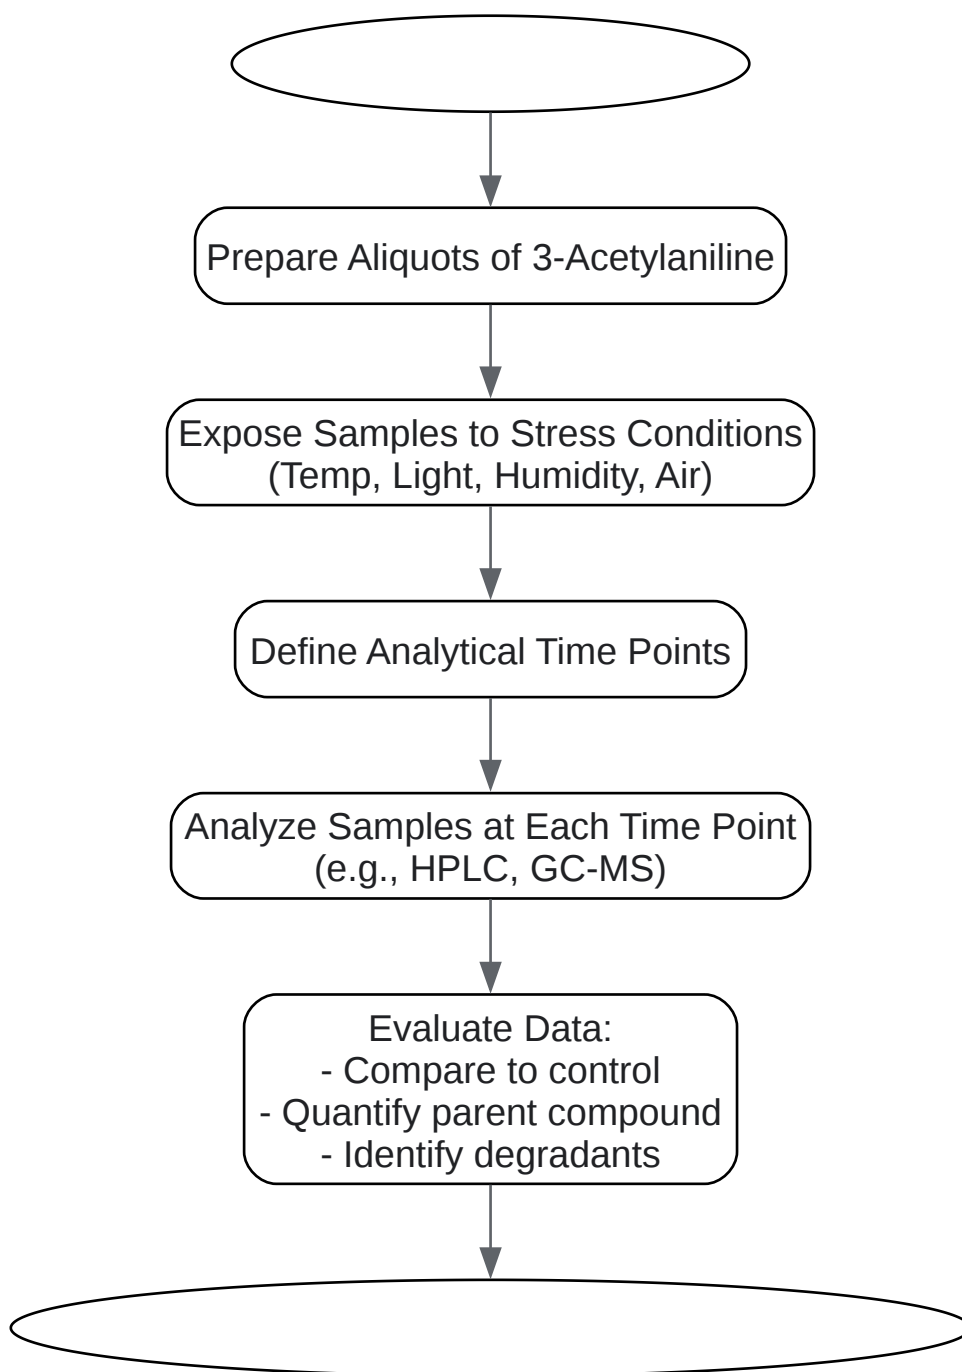 Prepare Aliquots of 3-Acetylaniline
Expose Samples to Stress Conditions
(Temp, Light, Humidity, Air)
Define Analytical Time Points
Analyze Samples at Each Time Point
(e.g., HPLC, GC-MS)
Evaluate Data:
- Compare to control
- Quantify parent compound
- Identify degradants